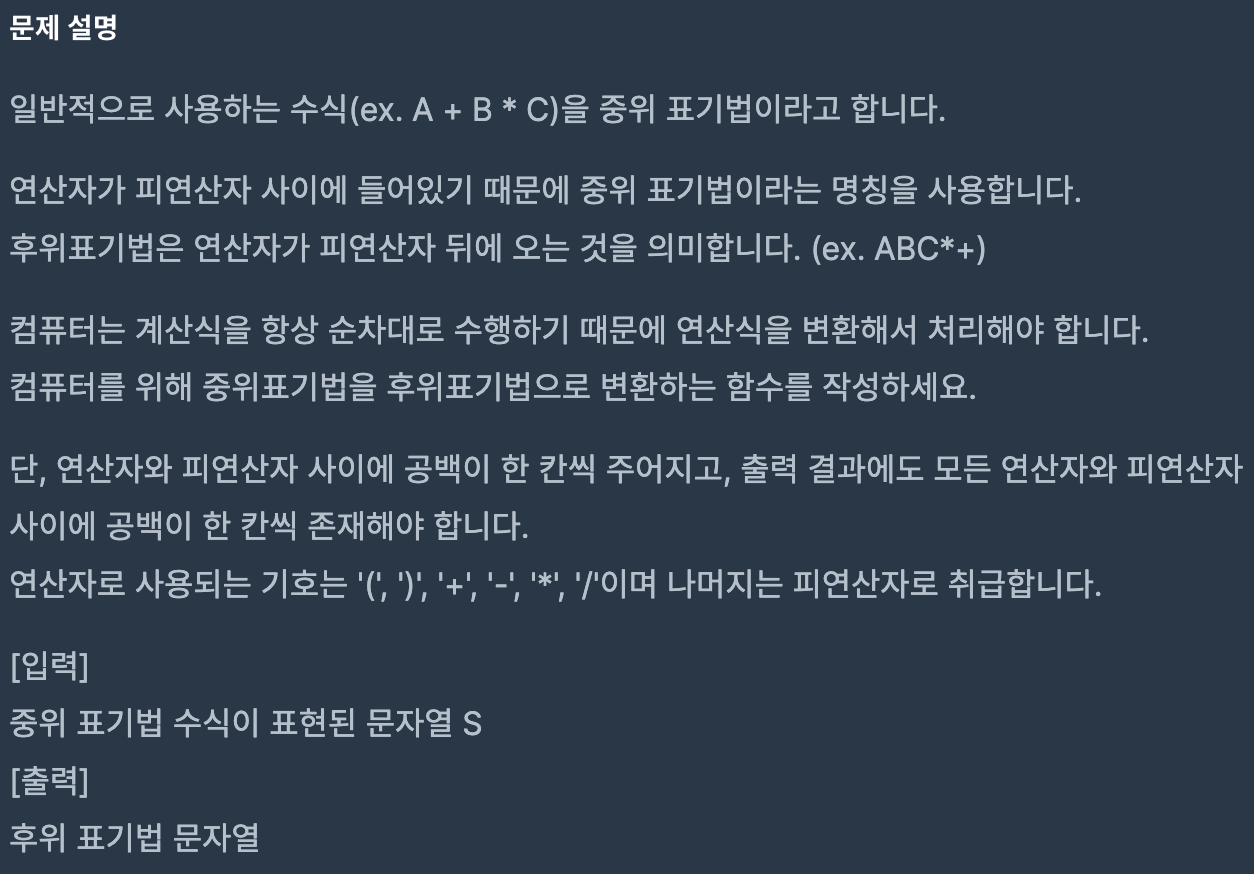 문제 설명
일반적으로 사용하는 수식(ex. A + B * C)을 중위 표기법이라고 합니다.
연산자가 피연산자 사이에 들어있기 때문에 중위 표기법이라는 명칭을 사용합니다.
후위표기법은 연산자가 피연산자 뒤에 오는 것을 의미합니다. (ex. ABC*+)
컴퓨터는 계산식을 항상 순차대로 수행하기 때문에 연산식을 변환해서 처리해야 합니다.
컴퓨터를 위해 중위표기법을 후위표기법으로 변환하는 함수를 작성하세요.
단, 연산자와 피연산자 사이에 공백이 한 칸씩 주어지고, 출력 결과에도 모든 연산자와 피연산자
사이에 공백이 한 칸씩 존재해야 합니다.
연산자로 사용되는 기호는 '(', ')', '+', '-', '*', '/'이며 나머지는 피연산자로 취급합니다.
[입력]
중위 표기법 수식이 표현된 문자열 S
[출력]
후위 표기법 문자열